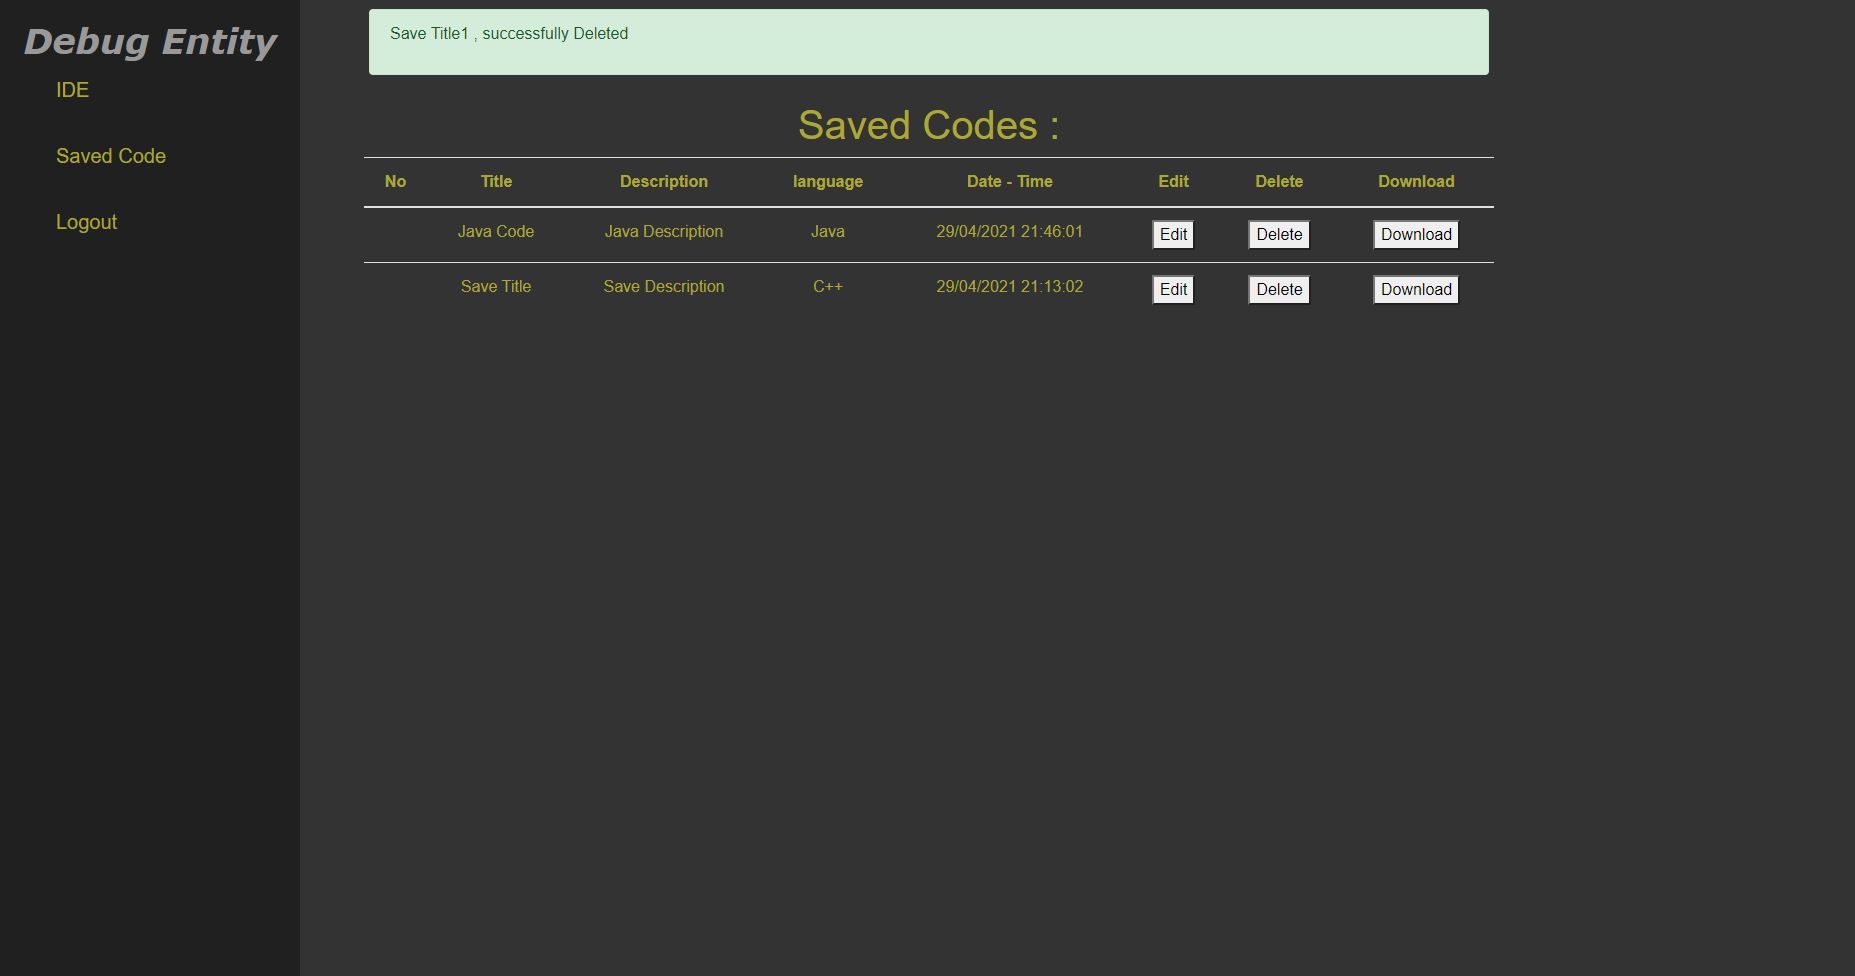 Debug Entity
IDE
Saved Code
Logout
Save Title1 , successfully Deleted
Saved Codes :
No Title Description language Date - Time Edit Delete Download
Java Code Java Description Java 29/04/2021 21:46:01 Edit Delete Download
Save Title Save Description C++ 29/04/2021 21:13:02 Edit Delete Download